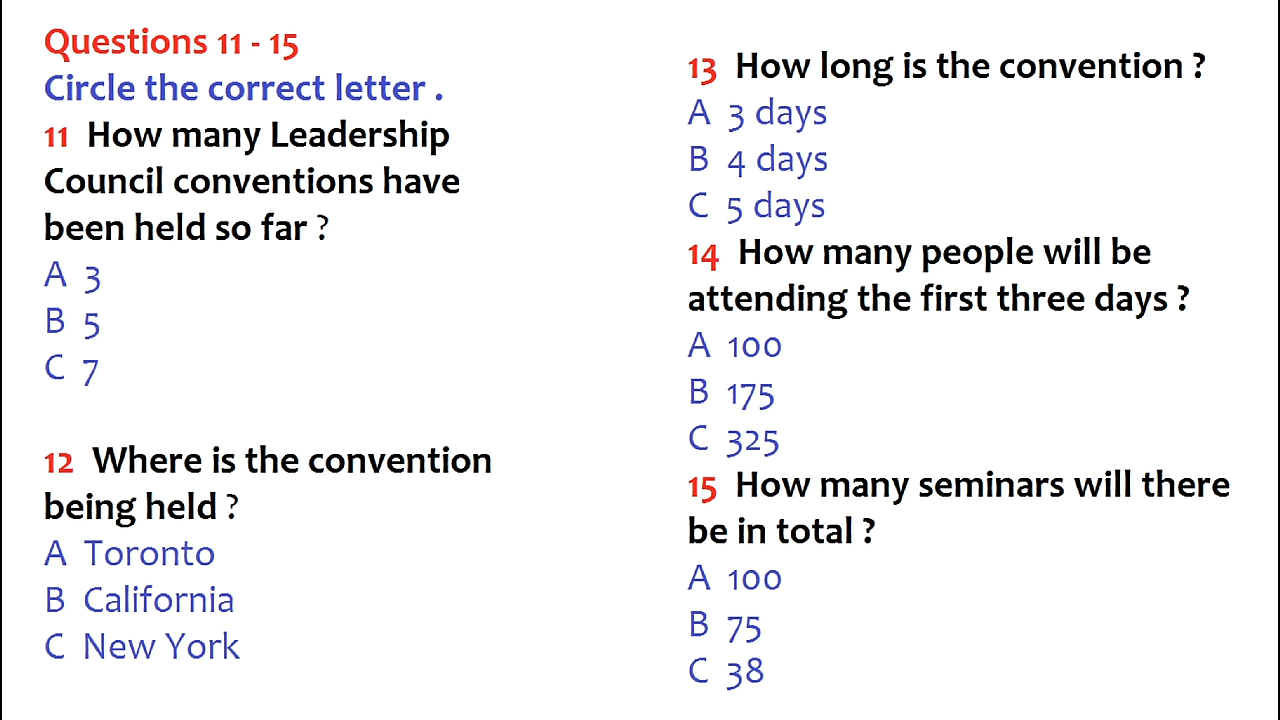 Questions 11 - 15
Circle the correct letter .
11 How many Leadership
Council conventions have
been held so far ?
A 3
B 5
C 7
12 Where is the convention
being held ?
A Toronto
B California
C New York
13 How long is the convention ?
A 3 days
B 4 days
C 5 days
14 How many people will be
attending the first three days ?
A 100
B 175
C 325
15 How many seminars will there
be in total ?
A 100
B 75
C 38